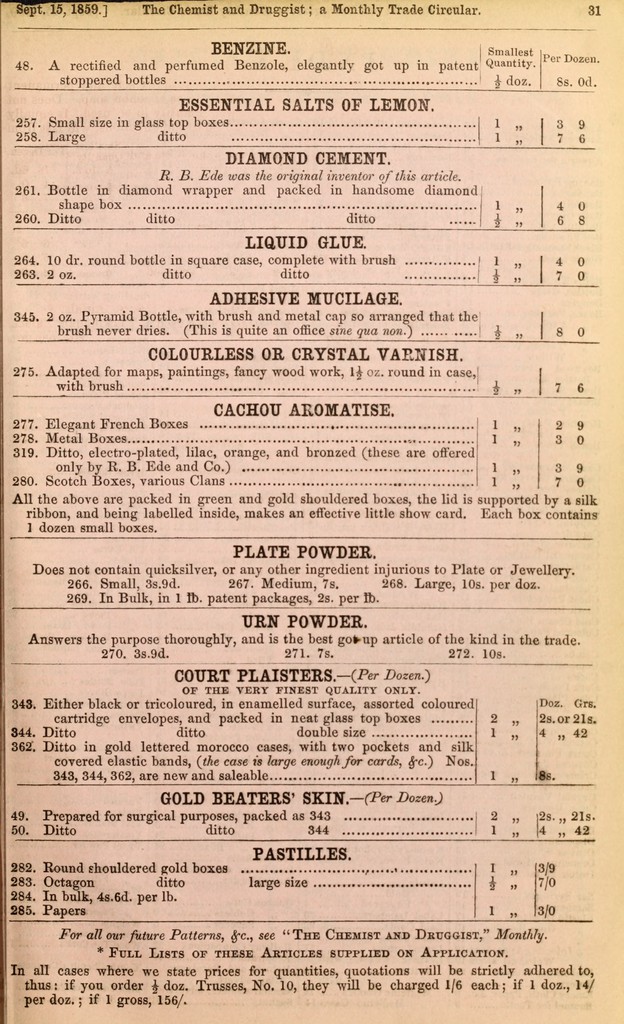 Sept. 15, 1859.] The Chemist and Druggist; a Monthly Trade Circular. 31
BENZINE.
Smallest Quantity. Per Dozen.
48. A rectified and perfumed Benzole, elegantly got up in patent
stoppered bottles ½ doz. 8s. 0d.
ESSENTIAL SALTS OF LEMON.
257. Small size in glass top boxes 1 „ 3 9
258. Large ditto 1 „ 7 6
DIAMOND CEMENT.
R. B. Ede was the original inventor of this article.
261. Bottle in diamond wrapper and packed in handsome diamond
shape box 1 „ 4 0
260. Ditto ditto ditto ½ „ 6 8
LIQUID GLUE.
264. 10 dr. round bottle in square case, complete with brush 1 „ 4 0
263. 2 oz. ditto ditto ½ „ 7 0
ADHESIVE MUCILAGE.
345. 2 oz. Pyramid Bottle, with brush and metal cap so arranged that the
brush never dries. (This is quite an office sine qua non.) ½ „ 8 0
COLOURLESS OR CRYSTAL VARNISH.
275. Adapted for maps, paintings, fancy wood work, 1½ oz. round in case,
with brush ½ „ 7 6
CACHOU AROMATISE.
277. Elegant French Boxes 1 „ 2 9
278. Metal Boxes 1 „ 3 0
319. Ditto, electro-plated, lilac, orange, and bronzed (these are offered
only by R. B. Ede and Co.) 1 „ 3 9
280. Scotch Boxes, various Clans 1 „ 7 0
All the above are packed in green and gold shouldered boxes, the lid is supported by a silk
ribbon, and being labelled inside, makes an effective little show card. Each box contains
1 dozen small boxes.
PLATE POWDER.
Does not contain quicksilver, or any other ingredient injurious to Plate or Jewellery.
266. Small, 3s.9d. 267. Medium, 7s. 268. Large, 10s. per doz.
269. In Bulk, in 1 lb. patent packages, 2s. per lb.
URN POWDER.
Answers the purpose thoroughly, and is the best got-up article of the kind in the trade.
270. 3s.9d. 271. 7s. 272. 10s.
COURT PLAISTERS.—(Per Dozen.)
OF THE VERY FINEST QUALITY ONLY.
Doz. Grs.
343. Either black or tricoloured, in enamelled surface, assorted coloured
cartridge envelopes, and packed in neat glass top boxes 2 „ 2s. or 21s.
344. Ditto ditto double size 1 „ 4 „ 42
362. Ditto in gold lettered morocco cases, with two pockets and silk
covered elastic bands, (the case is large enough for cards, &c.) Nos.
343, 344, 362, are new and saleable 1 „ 8s.
GOLD BEATERS' SKIN.—(Per Dozen.)
49. Prepared for surgical purposes, packed as 343 2 „ 2s. „ 21s.
50. Ditto ditto 344 1 „ 4 „ 42
PASTILLES.
282. Round shouldered gold boxes 1 „ 3/9
283. Octagon ditto large size ½ „ 7/0
284. In bulk, 4s.6d. per lb.
285. Papers 1 „ 3/0
For all our future Patterns, &c., see "THE CHEMIST AND DRUGGIST," Monthly.
* FULL LISTS OF THESE ARTICLES SUPPLIED ON APPLICATION.
In all cases where we state prices for quantities, quotations will be strictly adhered to,
thus: if you order ½ doz. Trusses, No. 10, they will be charged 1/6 each; if 1 doz., 14/
per doz.; if 1 gross, 156/.